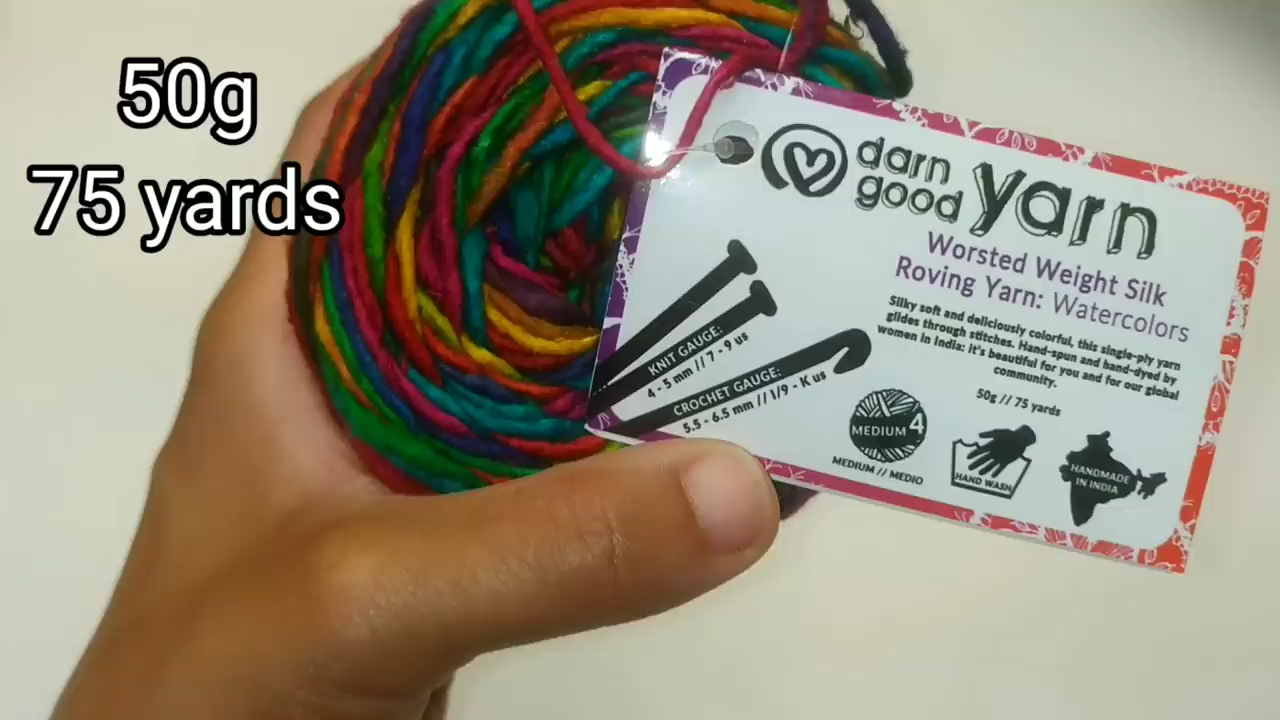 50g
75 yards
darn
good
yarn
Worsted Weight Silk
Roving Yarn: Watercolors
Silky soft and deliciously colorful, this single-ply yarn
glides through stitches. Hand-spun and hand-dyed by
women in India: it's beautiful for you and for our global
community.
50g // 75 yards
KNIT GAUGE:
4 - 5 mm // 7 - 9 us
CROCHET GAUGE:
5.5 - 6.5 mm // I/9 - K us
MEDIUM 4
MEDIUM // MEDIO
HAND WASH
HANDMADE
IN INDIA